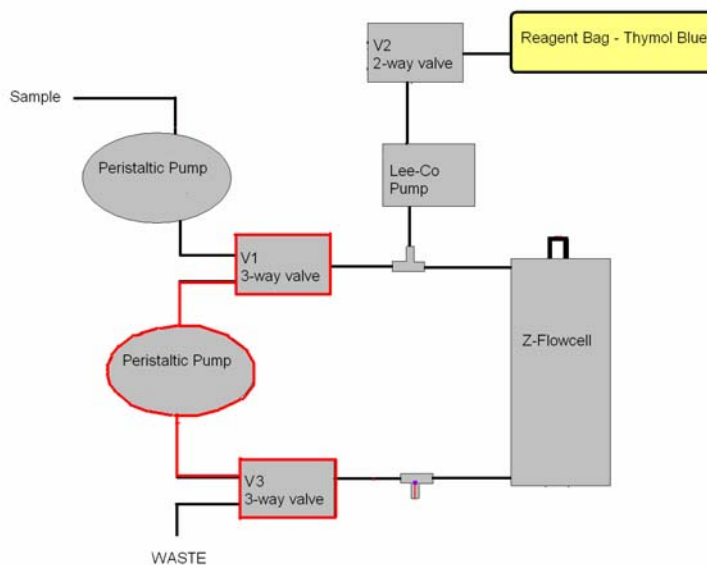 V2
2-way valve
Reagent Bag - Thymol Blue
Sample
Peristaltic Pump
Lee-Co
Pump
V1
3-way valve
Z-Flowcell
Peristaltic Pump
V3
3-way valve
WASTE